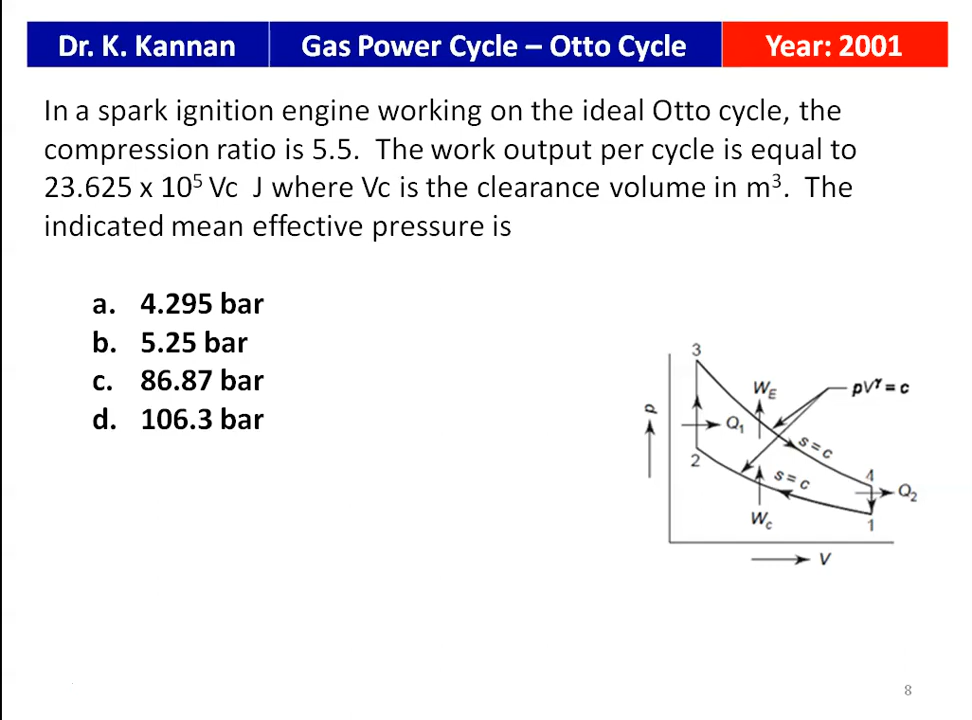 Dr. K. Kannan
Gas Power Cycle – Otto Cycle
Year: 2001
In a spark ignition engine working on the ideal Otto cycle, the
compression ratio is 5.5. The work output per cycle is equal to
23.625 x 10⁵ Vc J where Vc is the clearance volume in m³. The
indicated mean effective pressure is
a. 4.295 bar
b. 5.25 bar
c. 86.87 bar
d. 106.3 bar
3
W_E
pVᵞ = c
p
Q₁
s = c
2
s = c
4
Q₂
W_c
1
V
8